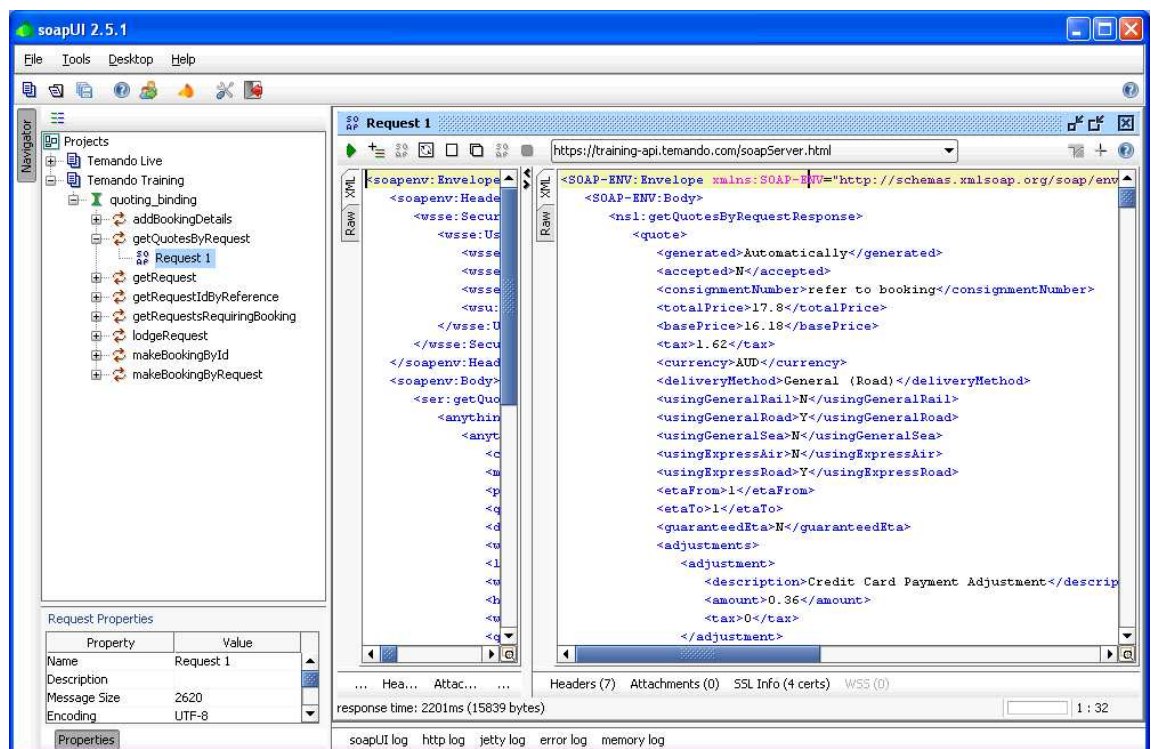 soapUI 2.5.1
File Tools Desktop Help
Navigator
Projects
Temando Live
Temando Training
quoting_binding
addBookingDetails
getQuotesByRequest
SO AP Request 1
getRequest
getRequestIdByReference
getRequestsRequiringBooking
lodgeRequest
makeBookingById
makeBookingByRequest
Request Properties
Property Value
Name Request 1
Description
Message Size 2620
Encoding UTF-8
Properties
SO AP Request 1
https://training-api.temando.com/soapServer.html
XML
Raw
<soapenv:Envelope
<soapenv:Heade
<wsse:Secur
<wsse:Us
<wsse
<wsse
<wsse
<wsu:
</wsse:U
</wsse:Secu
</soapenv:Head
<soapenv:Body>
<ser:getQuo
<anythin
<anyt
<c
<m
<p
<q
<d
<w
<l
<w
<h
<w
<q
... Hea... Attac... ...
XML
Raw
<SOAP-ENV:Envelope xmlns:SOAP-ENV="http://schemas.xmlsoap.org/soap/env
<SOAP-ENV:Body>
<ns1:getQuotesByRequestResponse>
<quote>
<generated>Automatically</generated>
<accepted>N</accepted>
<consignmentNumber>refer to booking</consignmentNumber>
<totalPrice>17.8</totalPrice>
<basePrice>16.18</basePrice>
<tax>1.62</tax>
<currency>AUD</currency>
<deliveryMethod>General (Road)</deliveryMethod>
<usingGeneralRail>N</usingGeneralRail>
<usingGeneralRoad>Y</usingGeneralRoad>
<usingGeneralSea>N</usingGeneralSea>
<usingExpressAir>N</usingExpressAir>
<usingExpressRoad>Y</usingExpressRoad>
<etaFrom>1</etaFrom>
<etaTo>1</etaTo>
<guaranteedEta>N</guaranteedEta>
<adjustments>
<adjustment>
<description>Credit Card Payment Adjustment</descrip
<amount>0.36</amount>
<tax>0</tax>
</adjustment>
Headers (7) Attachments (0) SSL Info (4 certs) WSS (0)
response time: 2201ms (15839 bytes)
1 : 32
soapUI log http log jetty log error log memory log